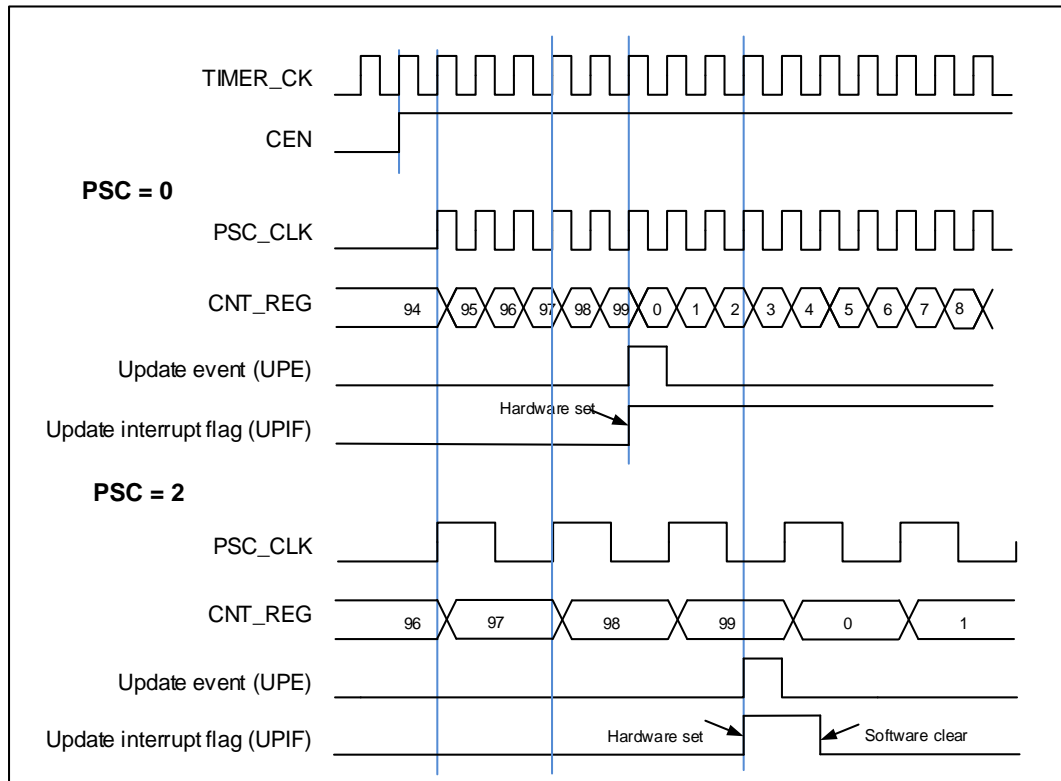 TIMER_CK
CEN
PSC = 0
PSC_CLK
CNT_REG 94 95 96 97 98 99 0 1 2 3 4 5 6 7 8
Update event (UPE)
Hardware set
Update interrupt flag (UPIF)
PSC = 2
PSC_CLK
CNT_REG 96 97 98 99 0 1
Update event (UPE)
Update interrupt flag (UPIF) Hardware set Software clear